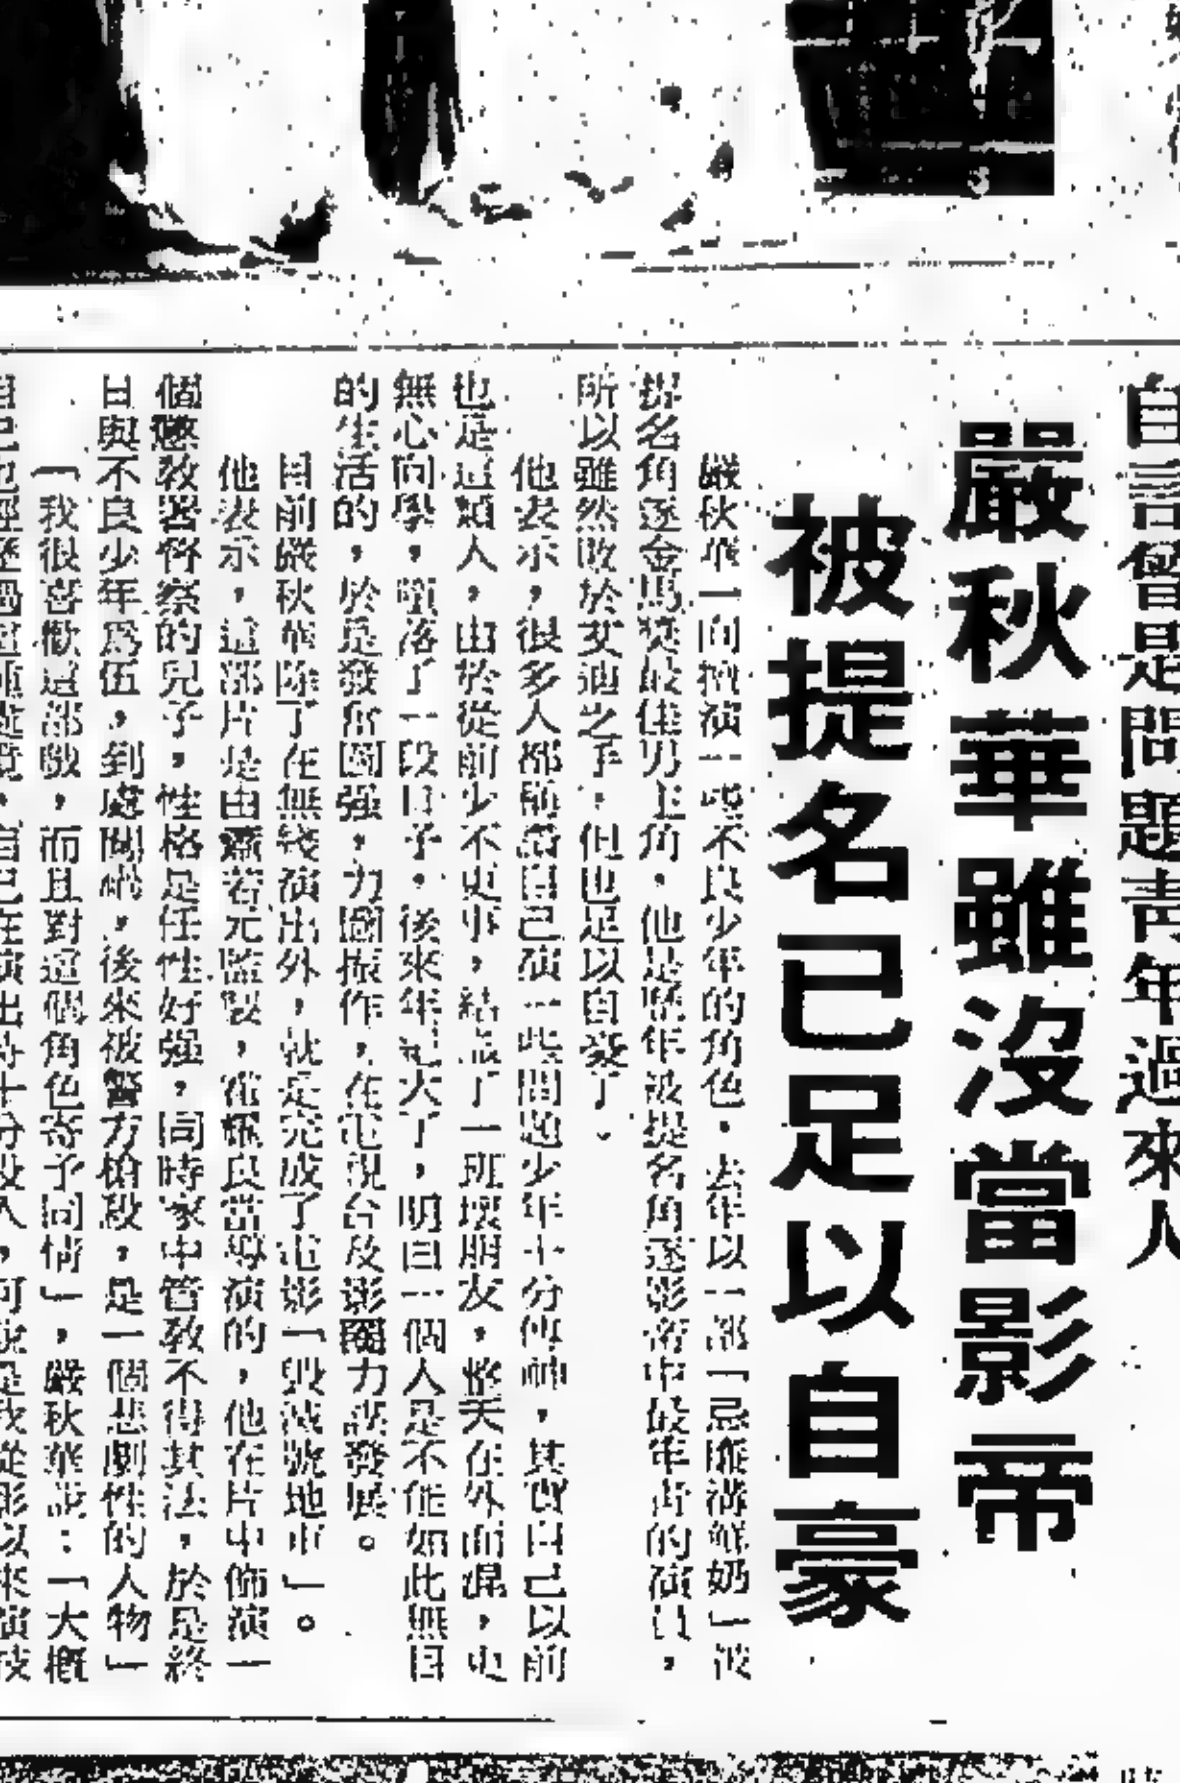 自言曾是問題青年過來人
嚴秋華雖沒當影帝
被提名已足以自豪
嚴秋華一向擅演一些不良少年的角色，去年以一部「忌廉溝鮮奶」被
提名角逐金馬獎最佳男主角，他是歷年被提名角逐影帝中最年青的演員，
所以雖然敗於艾迪之手，但也足以自豪了。
他表示，很多人都稱讚自己演一些問題少年十分傳神，其實自己以前
也是這類人，由於從前少不更事，結識了一班壞朋友，整天在外面混，更
無心向學，墮落了一段日子，後來年紀大了，明白一個人是不能如此無目
的生活的，於是發奮圖强，力圖振作，在電視台及影圈力謀發展。
目前嚴秋華除了在無綫演出外，就是完成了電影「毀滅號地車」。
他表示，這部片是由蕭若元監製，霍耀良當導演的，他在片中飾演一
個懲教署督察的兒子，性格是任性好强，同時家中管教不得其法，於是終
日與不良少年爲伍，到處闖禍，後來被警方槍殺，是一個悲劇性的人物」
「我很喜歡這部戲，而且對這個角色寄予同情」，嚴秋華說：「大概
自己也經歷過這種，自己在演出時十分投入，可說是我從影以來演技